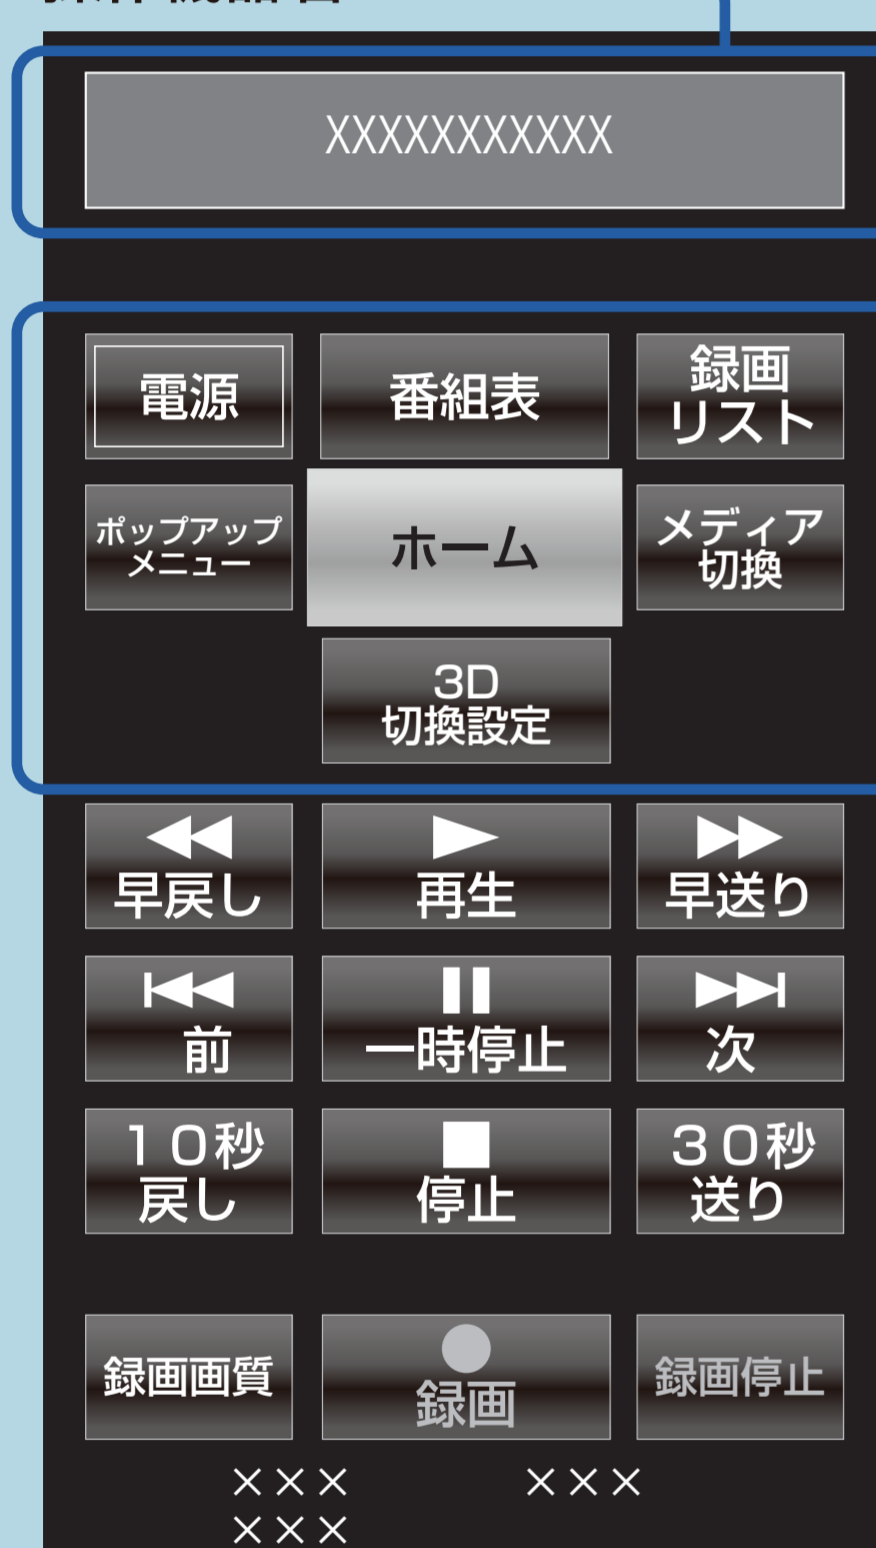 XXXXXXXXXXX
電源
番組表
録画
リスト
ポップアップ
メニュー
ホーム
メディア
切換
3D
切換設定
早戻し
再生
早送り
前
一時停止
次
１０秒
戻し
停止
３０秒
送り
録画画質
録画
録画停止
××× ×××
×××